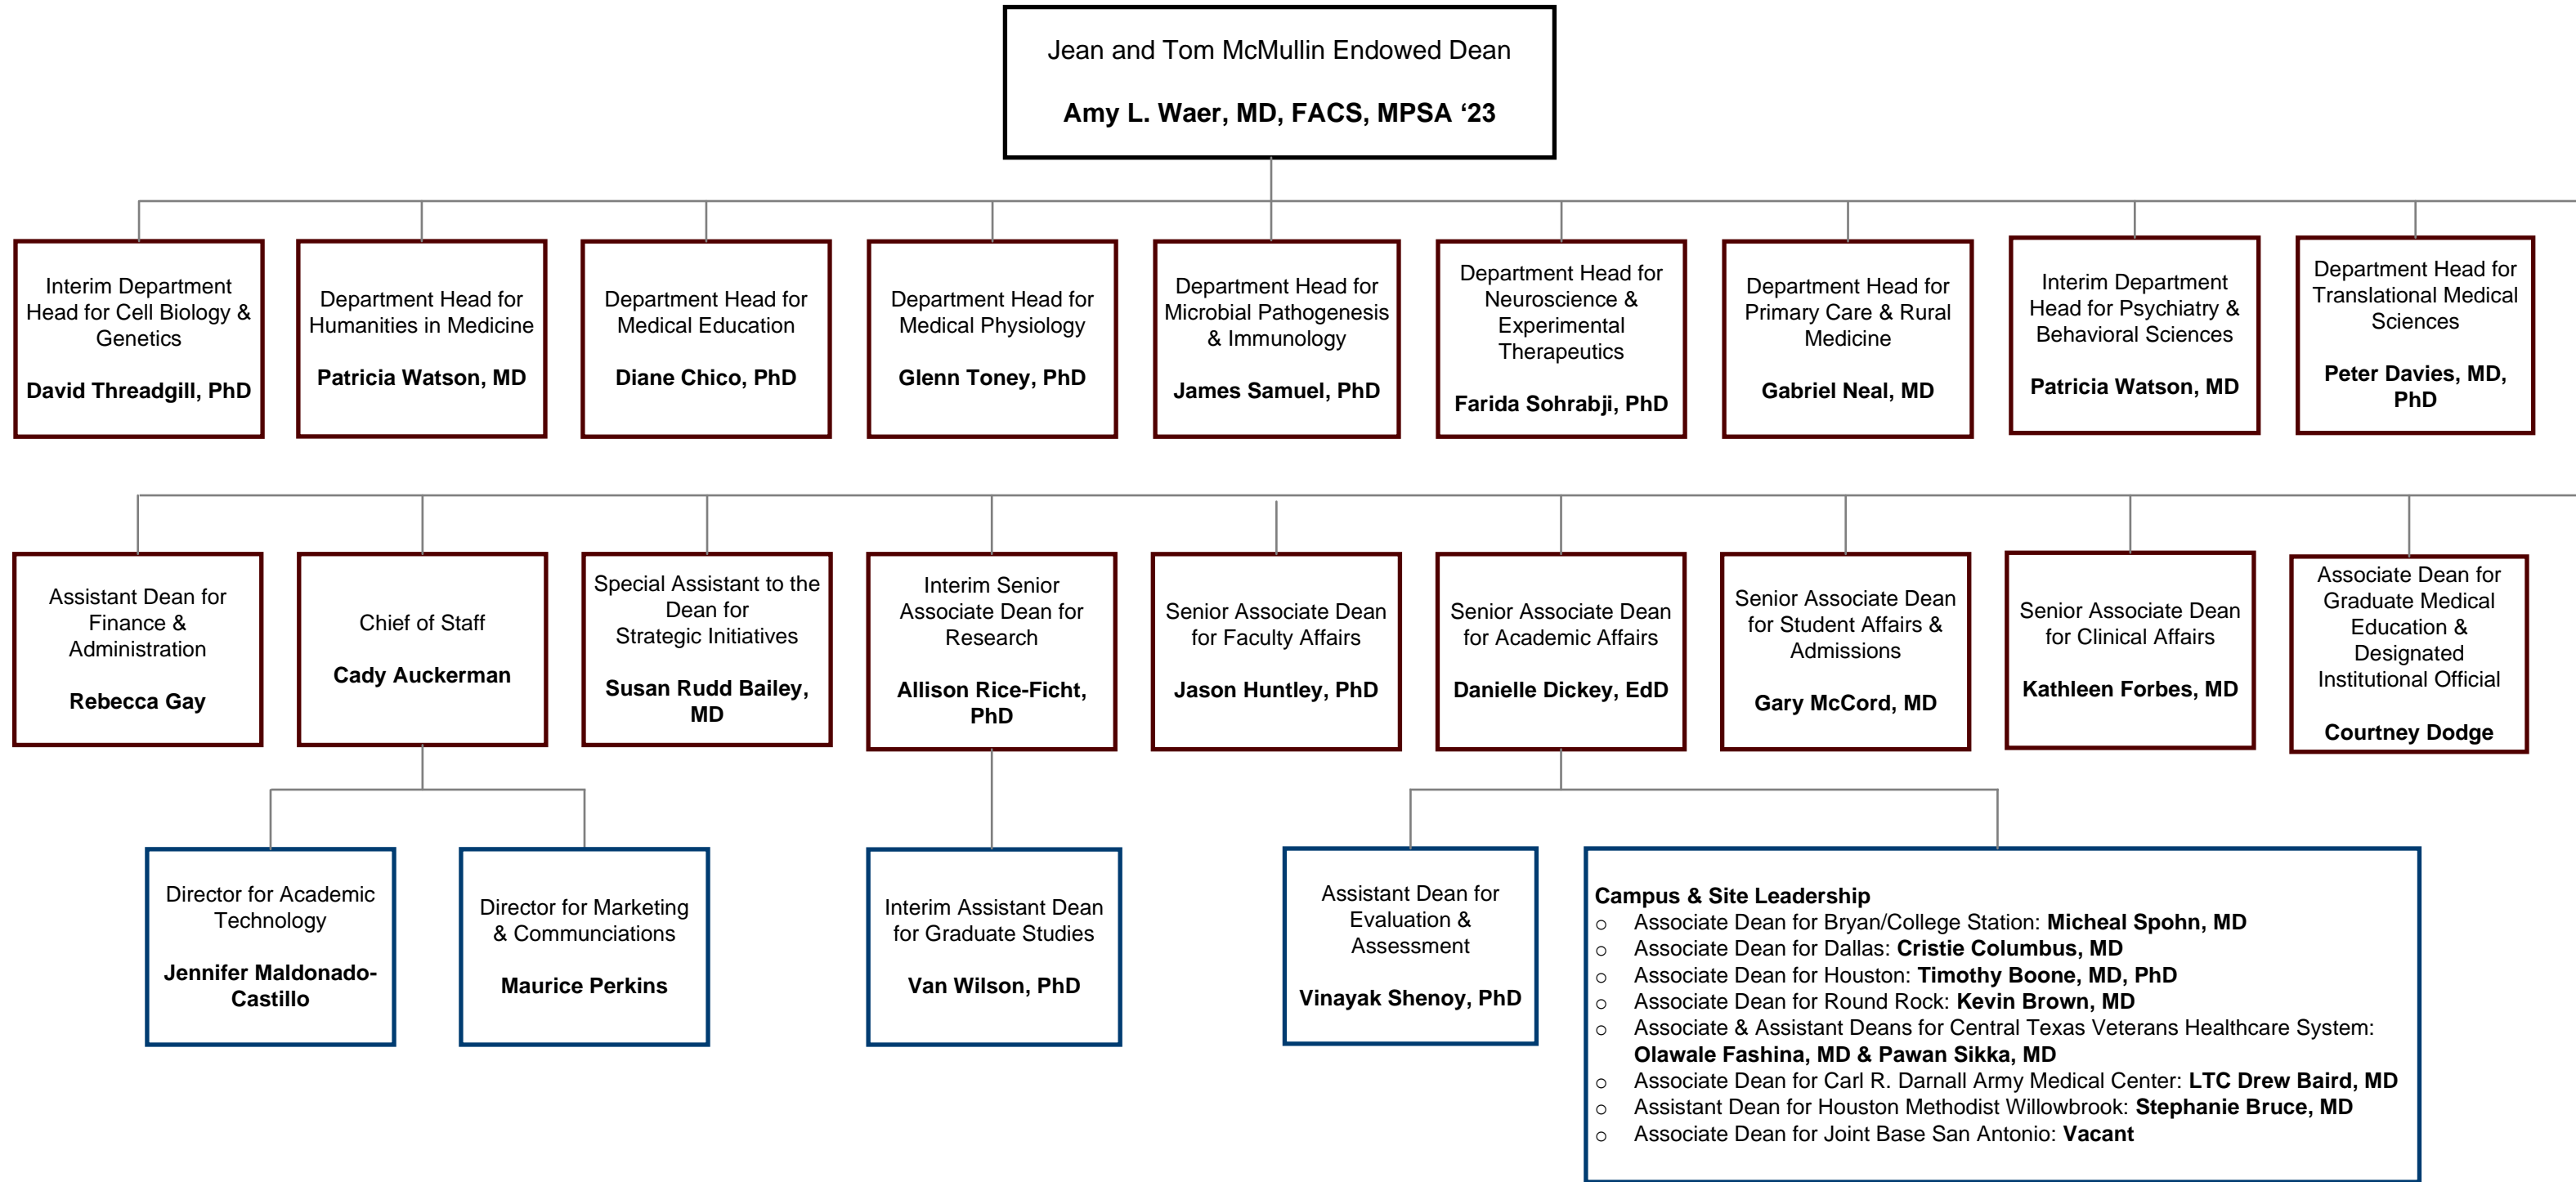 Jean and Tom McMullin Endowed Dean
Amy L. Waer, MD, FACS, MPSA ‘23
Interim Department
Head for Cell Biology &
Genetics
David Threadgill, PhD
Department Head for
Humanities in Medicine
Patricia Watson, MD
Department Head for
Medical Education
Diane Chico, PhD
Department Head for
Medical Physiology
Glenn Toney, PhD
Department Head for
Microbial Pathogenesis
& Immunology
James Samuel, PhD
Department Head for
Neuroscience &
Experimental
Therapeutics
Farida Sohrabji, PhD
Department Head for
Primary Care & Rural
Medicine
Gabriel Neal, MD
Interim Department
Head for Psychiatry &
Behavioral Sciences
Patricia Watson, MD
Department Head for
Translational Medical
Sciences
Peter Davies, MD,
PhD
Assistant Dean for
Finance &
Administration
Rebecca Gay
Chief of Staff
Cady Auckerman
Special Assistant to the
Dean for
Strategic Initiatives
Susan Rudd Bailey,
MD
Interim Senior
Associate Dean for
Research
Allison Rice-Ficht,
PhD
Senior Associate Dean
for Faculty Affairs
Jason Huntley, PhD
Senior Associate Dean
for Academic Affairs
Danielle Dickey, EdD
Senior Associate Dean
for Student Affairs &
Admissions
Gary McCord, MD
Senior Associate Dean
for Clinical Affairs
Kathleen Forbes, MD
Associate Dean for
Graduate Medical
Education &
Designated
Institutional Official
Courtney Dodge
Director for Academic
Technology
Jennifer Maldonado-
Castillo
Director for Marketing
& Communciations
Maurice Perkins
Interim Assistant Dean
for Graduate Studies
Van Wilson, PhD
Assistant Dean for
Evaluation &
Assessment
Vinayak Shenoy, PhD
Campus & Site Leadership
o Associate Dean for Bryan/College Station: Micheal Spohn, MD
o Associate Dean for Dallas: Cristie Columbus, MD
o Associate Dean for Houston: Timothy Boone, MD, PhD
o Associate Dean for Round Rock: Kevin Brown, MD
o Associate & Assistant Deans for Central Texas Veterans Healthcare System:
Olawale Fashina, MD & Pawan Sikka, MD
o Associate Dean for Carl R. Darnall Army Medical Center: LTC Drew Baird, MD
o Assistant Dean for Houston Methodist Willowbrook: Stephanie Bruce, MD
o Associate Dean for Joint Base San Antonio: Vacant